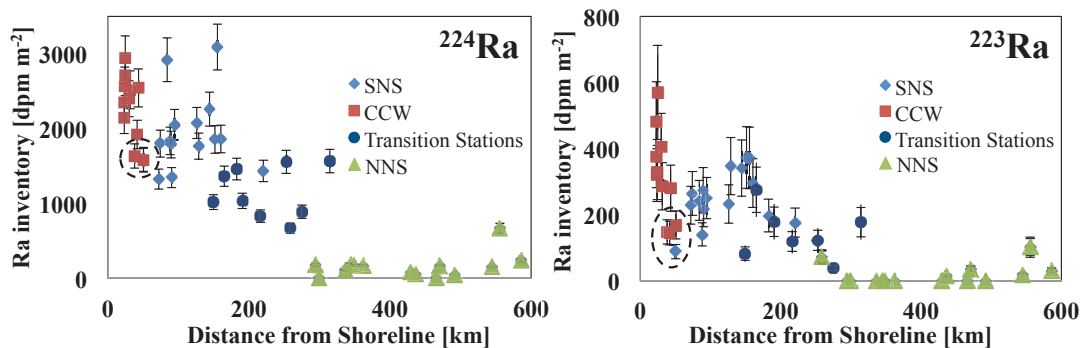 Ra inventory [dpm m⁻²]
3000
2000
1000
0
²²⁴Ra
SNS
CCW
Transition Stations
NNS
0
200
400
600
Distance from Shoreline [km]
Ra inventory [dpm m⁻²]
800
600
400
200
0
²²³Ra
SNS
CCW
Transition Stations
NNS
0
200
400
600
Distance from Shoreline [km]